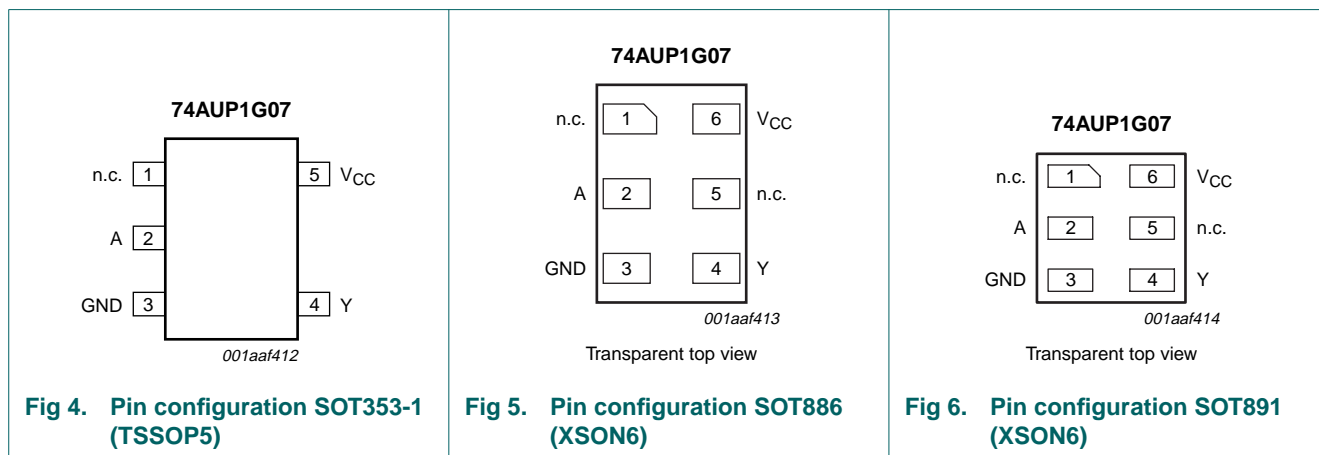 74AUP1G07
n.c. 1
5 VCC
A 2
GND 3
4 Y
001aaf412
Fig 4. Pin configuration SOT353-1
(TSSOP5)
74AUP1G07
n.c. 1 6 VCC
A 2 5 n.c.
GND 3 4 Y
001aaf413
Transparent top view
Fig 5. Pin configuration SOT886
(XSON6)
74AUP1G07
n.c. 1 6 VCC
A 2 5 n.c.
GND 3 4 Y
001aaf414
Transparent top view
Fig 6. Pin configuration SOT891
(XSON6)